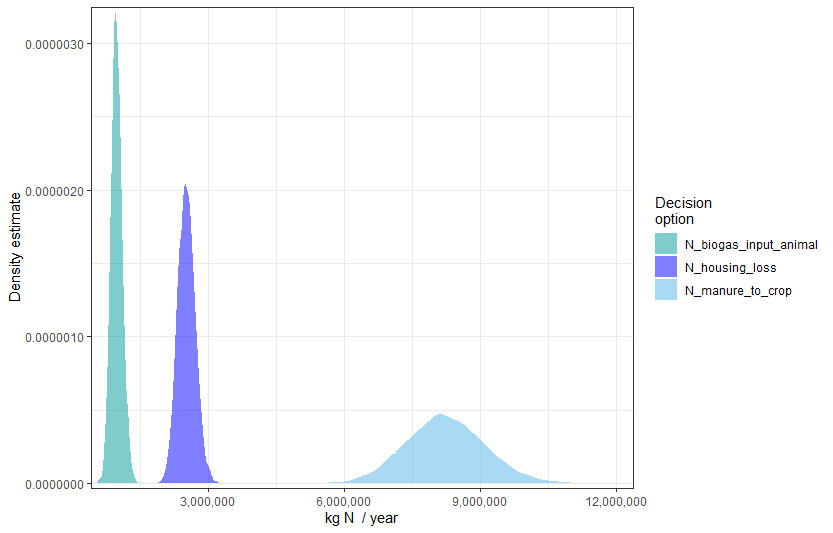 0.0000030
0.0000020
0.0000010
0.0000000
Density estimate
3,000,000
6,000,000
9,000,000
12,000,000
kg N / year
Decision
option
N_biogas_input_animal
N_housing_loss
N_manure_to_crop